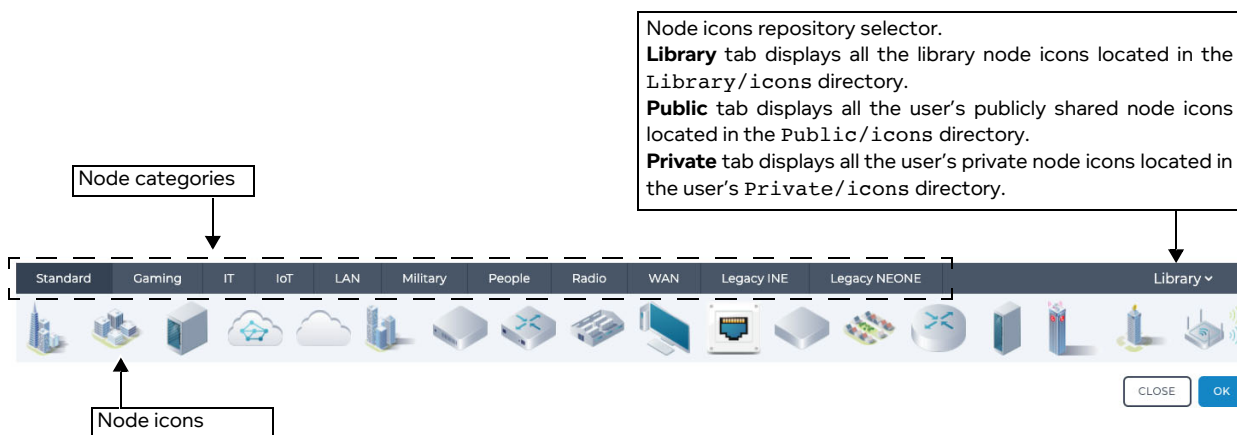 Node icons repository selector.
Library tab displays all the library node icons located in the
Library/icons directory.
Public tab displays all the user's publicly shared node icons
located in the Public/icons directory.
Private tab displays all the user's private node icons located in
the user's Private/icons directory.
Node categories
Standard Gaming IT IoT LAN Military People Radio WAN Legacy INE Legacy NEONE Library
CLOSE OK
Node icons